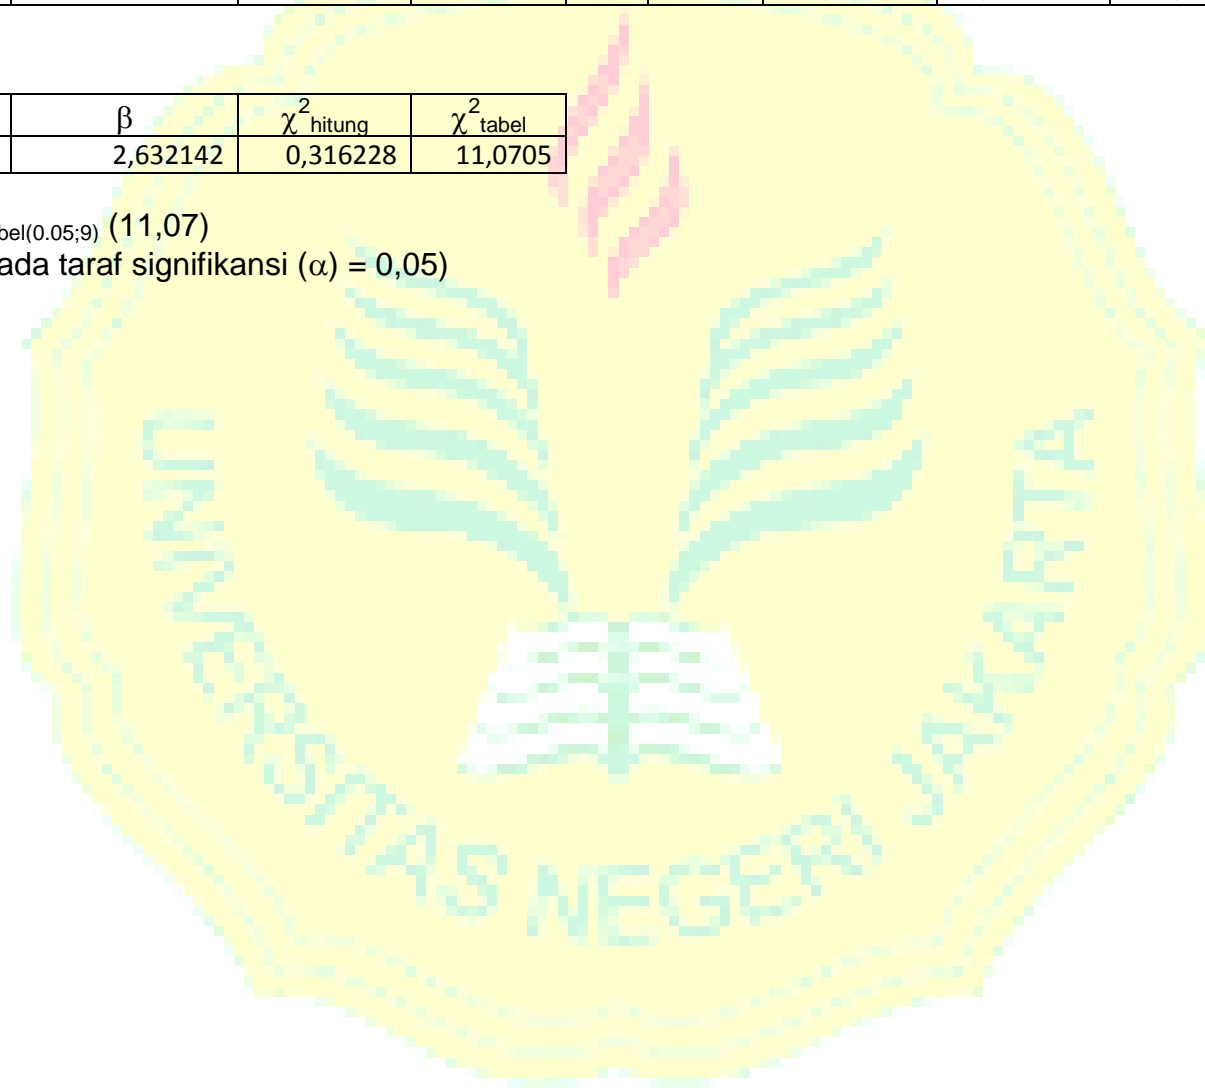 β χ²hitung χ²tabel
2,632142 0,316228 11,0705
bel(0.05;9) (11,07)
ada taraf signifikansi (α) = 0,05)
UNIVERSITAS NEGERI JAKARTA